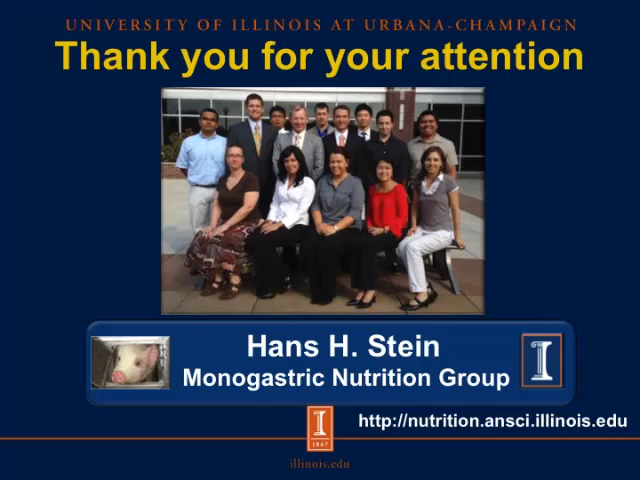 UNIVERSITY OF ILLINOIS AT URBANA-CHAMPAIGN
Thank you for your attention
Hans H. Stein
Monogastric Nutrition Group
I
http://nutrition.ansci.illinois.edu
I
1867
illinois.edu